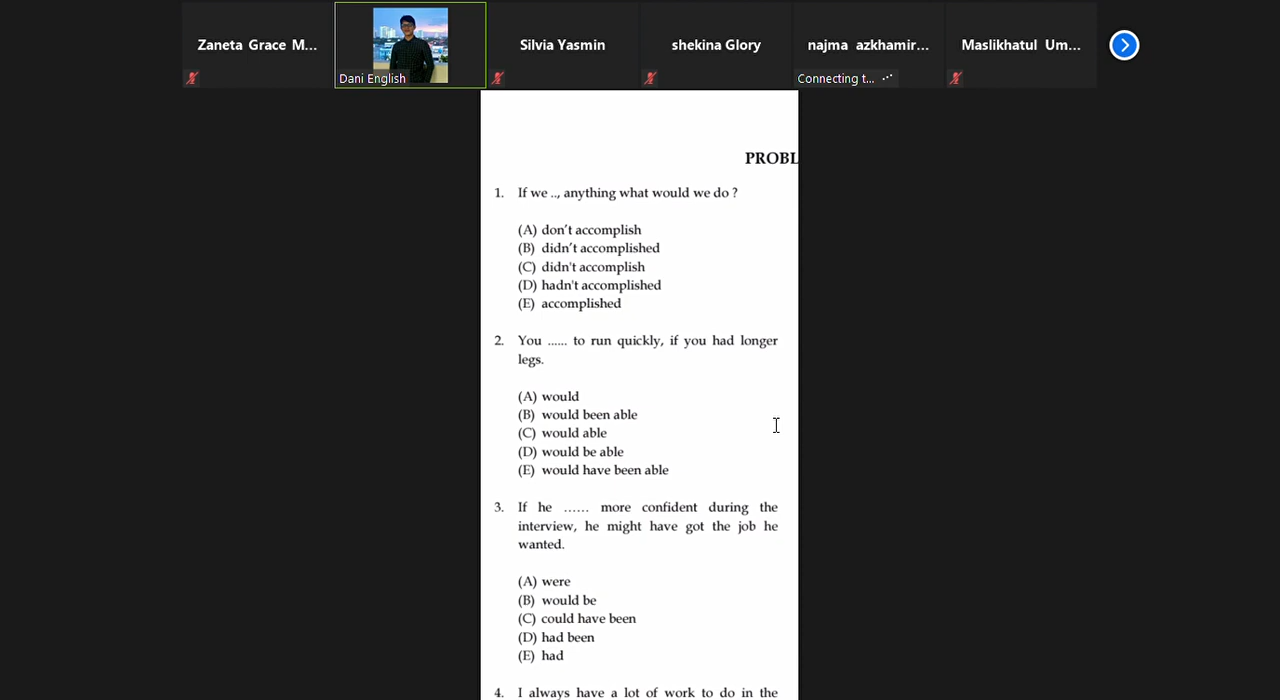 Zaneta Grace M...
Dani English
Silvia Yasmin
shekina Glory
najma azkhamir...
Connecting t...
Maslikhatul Um...
PROBL
1. If we .., anything what would we do ?
(A) don't accomplish
(B) didn't accomplished
(C) didn't accomplish
(D) hadn't accomplished
(E) accomplished
2. You ...... to run quickly, if you had longer
legs.
(A) would
(B) would been able
(C) would able
(D) would be able
(E) would have been able
3. If he ...... more confident during the
interview, he might have got the job he
wanted.
(A) were
(B) would be
(C) could have been
(D) had been
(E) had
4. I always have a lot of work to do in the